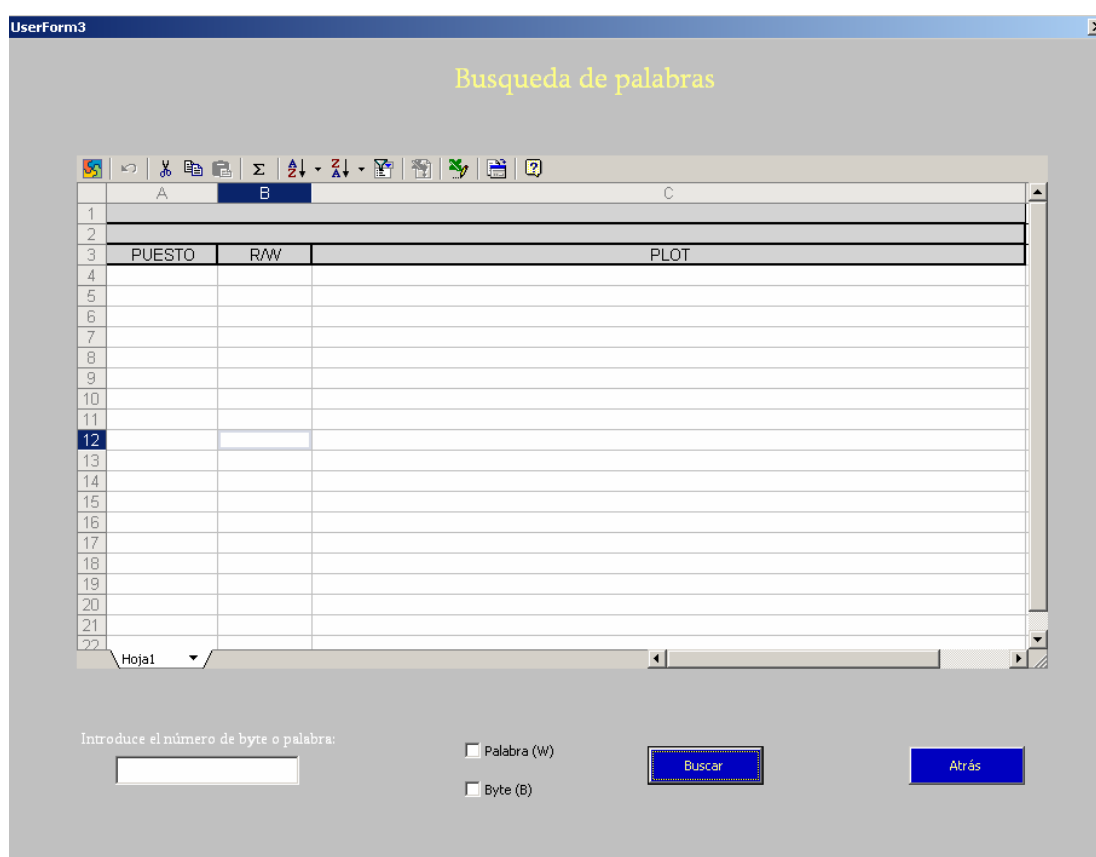 UserForm3
Busqueda de palabras
A B C
1
2
3 PUESTO R/W PLOT
4
5
6
7
8
9
10
11
12
13
14
15
16
17
18
19
20
21
22
Hoja1
Introduce el número de byte o palabra:
Palabra (W)
Buscar
Atrás
Byte (B)